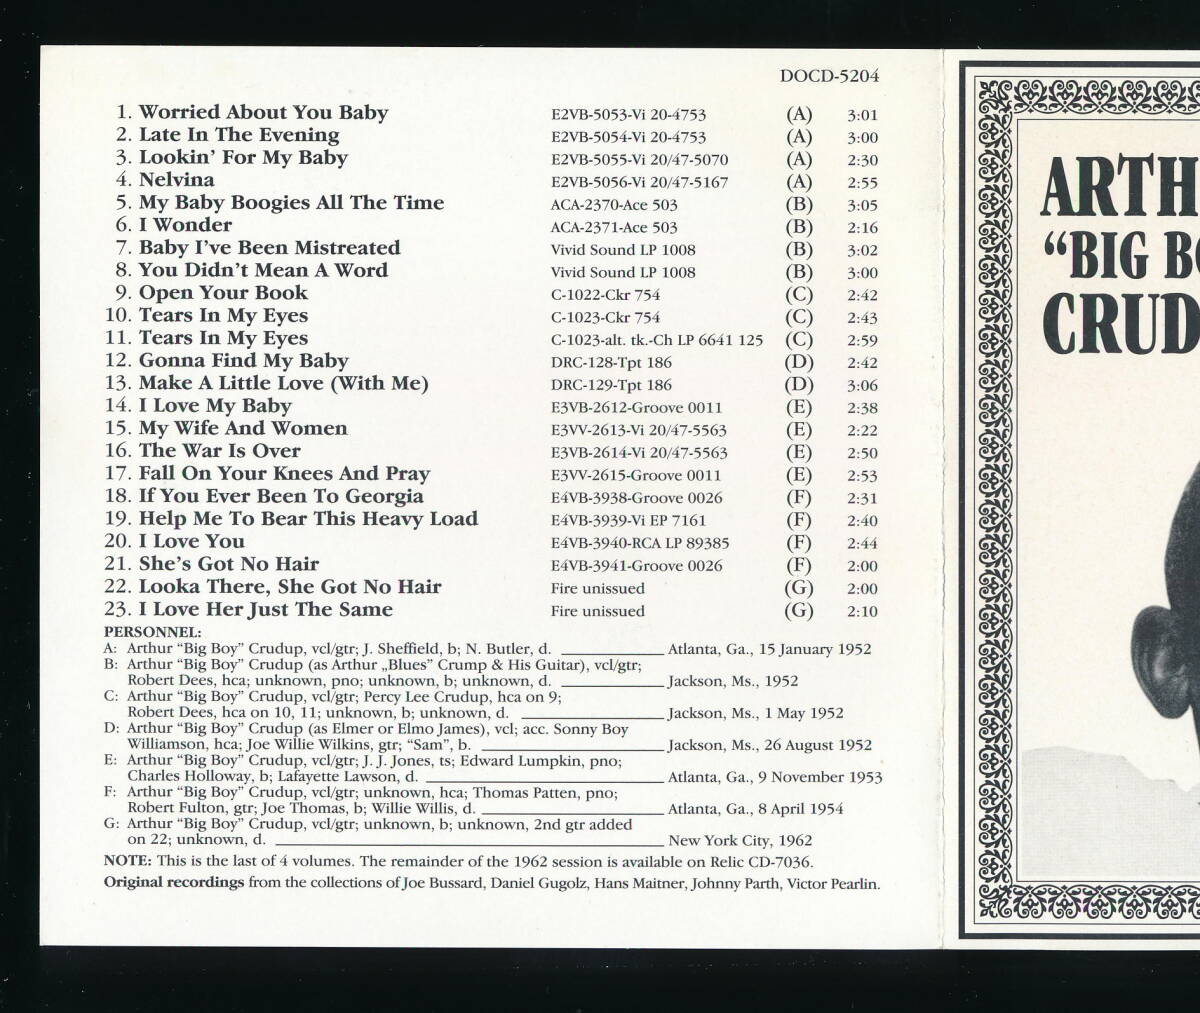 DOCD-5204
1. Worried About You Baby E2VB-5053-Vi 20-4753 (A) 3:01
2. Late In The Evening E2VB-5054-Vi 20-4753 (A) 3:00
3. Lookin' For My Baby E2VB-5055-Vi 20/47-5070 (A) 2:30
4. Nelvina E2VB-5056-Vi 20/47-5167 (A) 2:55
5. My Baby Boogies All The Time ACA-2370-Ace 503 (B) 3:05
6. I Wonder ACA-2371-Ace 503 (B) 2:16
7. Baby I've Been Mistreated Vivid Sound LP 1008 (B) 3:02
8. You Didn't Mean A Word Vivid Sound LP 1008 (B) 3:00
9. Open Your Book C-1022-Ckr 754 (C) 2:42
10. Tears In My Eyes C-1023-Ckr 754 (C) 2:43
11. Tears In My Eyes C-1023-alt. tk.-Ch LP 6641 125 (C) 2:59
12. Gonna Find My Baby DRC-128-Tpt 186 (D) 2:42
13. Make A Little Love (With Me) DRC-129-Tpt 186 (D) 3:06
14. I Love My Baby E3VB-2612-Groove 0011 (E) 2:38
15. My Wife And Women E3VV-2613-Vi 20/47-5563 (E) 2:22
16. The War Is Over E3VB-2614-Vi 20/47-5563 (E) 2:50
17. Fall On Your Knees And Pray E3VV-2615-Groove 0011 (E) 2:53
18. If You Ever Been To Georgia E4VB-3938-Groove 0026 (F) 2:31
19. Help Me To Bear This Heavy Load E4VB-3939-Vi EP 7161 (F) 2:40
20. I Love You E4VB-3940-RCA LP 89385 (F) 2:44
21. She's Got No Hair E4VB-3941-Groove 0026 (F) 2:00
22. Looka There, She Got No Hair Fire unissued (G) 2:00
23. I Love Her Just The Same Fire unissued (G) 2:10
PERSONNEL:
A: Arthur "Big Boy" Crudup, vcl/gtr; J. Sheffield, b; N. Butler, d. Atlanta, Ga., 15 January 1952
B: Arthur "Big Boy" Crudup (as Arthur „Blues" Crump & His Guitar), vcl/gtr;
Robert Dees, hca; unknown, pno; unknown, b; unknown, d. Jackson, Ms., 1952
C: Arthur "Big Boy" Crudup, vcl/gtr; Percy Lee Crudup, hca on 9;
Robert Dees, hca on 10, 11; unknown, b; unknown, d. Jackson, Ms., 1 May 1952
D: Arthur "Big Boy" Crudup (as Elmer or Elmo James), vcl; acc. Sonny Boy
Williamson, hca; Joe Willie Wilkins, gtr; "Sam", b. Jackson, Ms., 26 August 1952
E: Arthur "Big Boy" Crudup, vcl/gtr; J. J. Jones, ts; Edward Lumpkin, pno;
Charles Holloway, b; Lafayette Lawson, d. Atlanta, Ga., 9 November 1953
F: Arthur "Big Boy" Crudup, vcl/gtr; unknown, hca; Thomas Patten, pno;
Robert Fulton, gtr; Joe Thomas, b; Willie Willis, d. Atlanta, Ga., 8 April 1954
G: Arthur "Big Boy" Crudup, vcl/gtr; unknown, b; unknown, 2nd gtr added
on 22; unknown, d. New York City, 1962
NOTE: This is the last of 4 volumes. The remainder of the 1962 session is available on Relic CD-7036.
Original recordings from the collections of Joe Bussard, Daniel Gugolz, Hans Maitner, Johnny Parth, Victor Pearlin.
ARTH
"BIG BO
CRUD